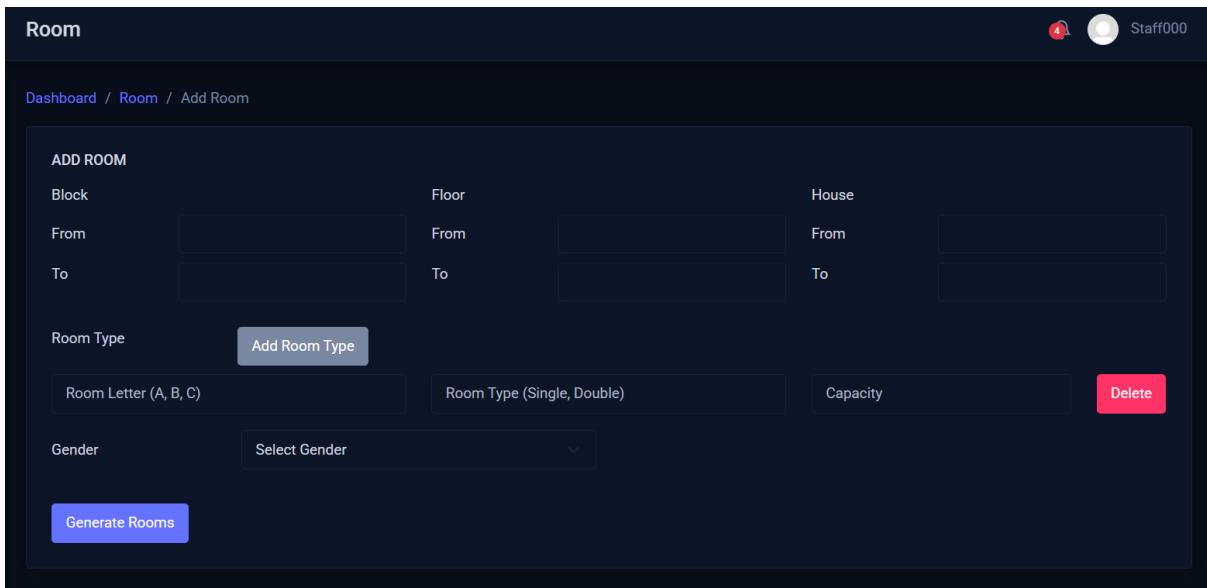 Room
4
Staff000
Dashboard / Room / Add Room
ADD ROOM
Block Floor House
From From From
To To To
Room Type Add Room Type
Room Letter (A, B, C) Room Type (Single, Double) Capacity Delete
Gender Select Gender
Generate Rooms